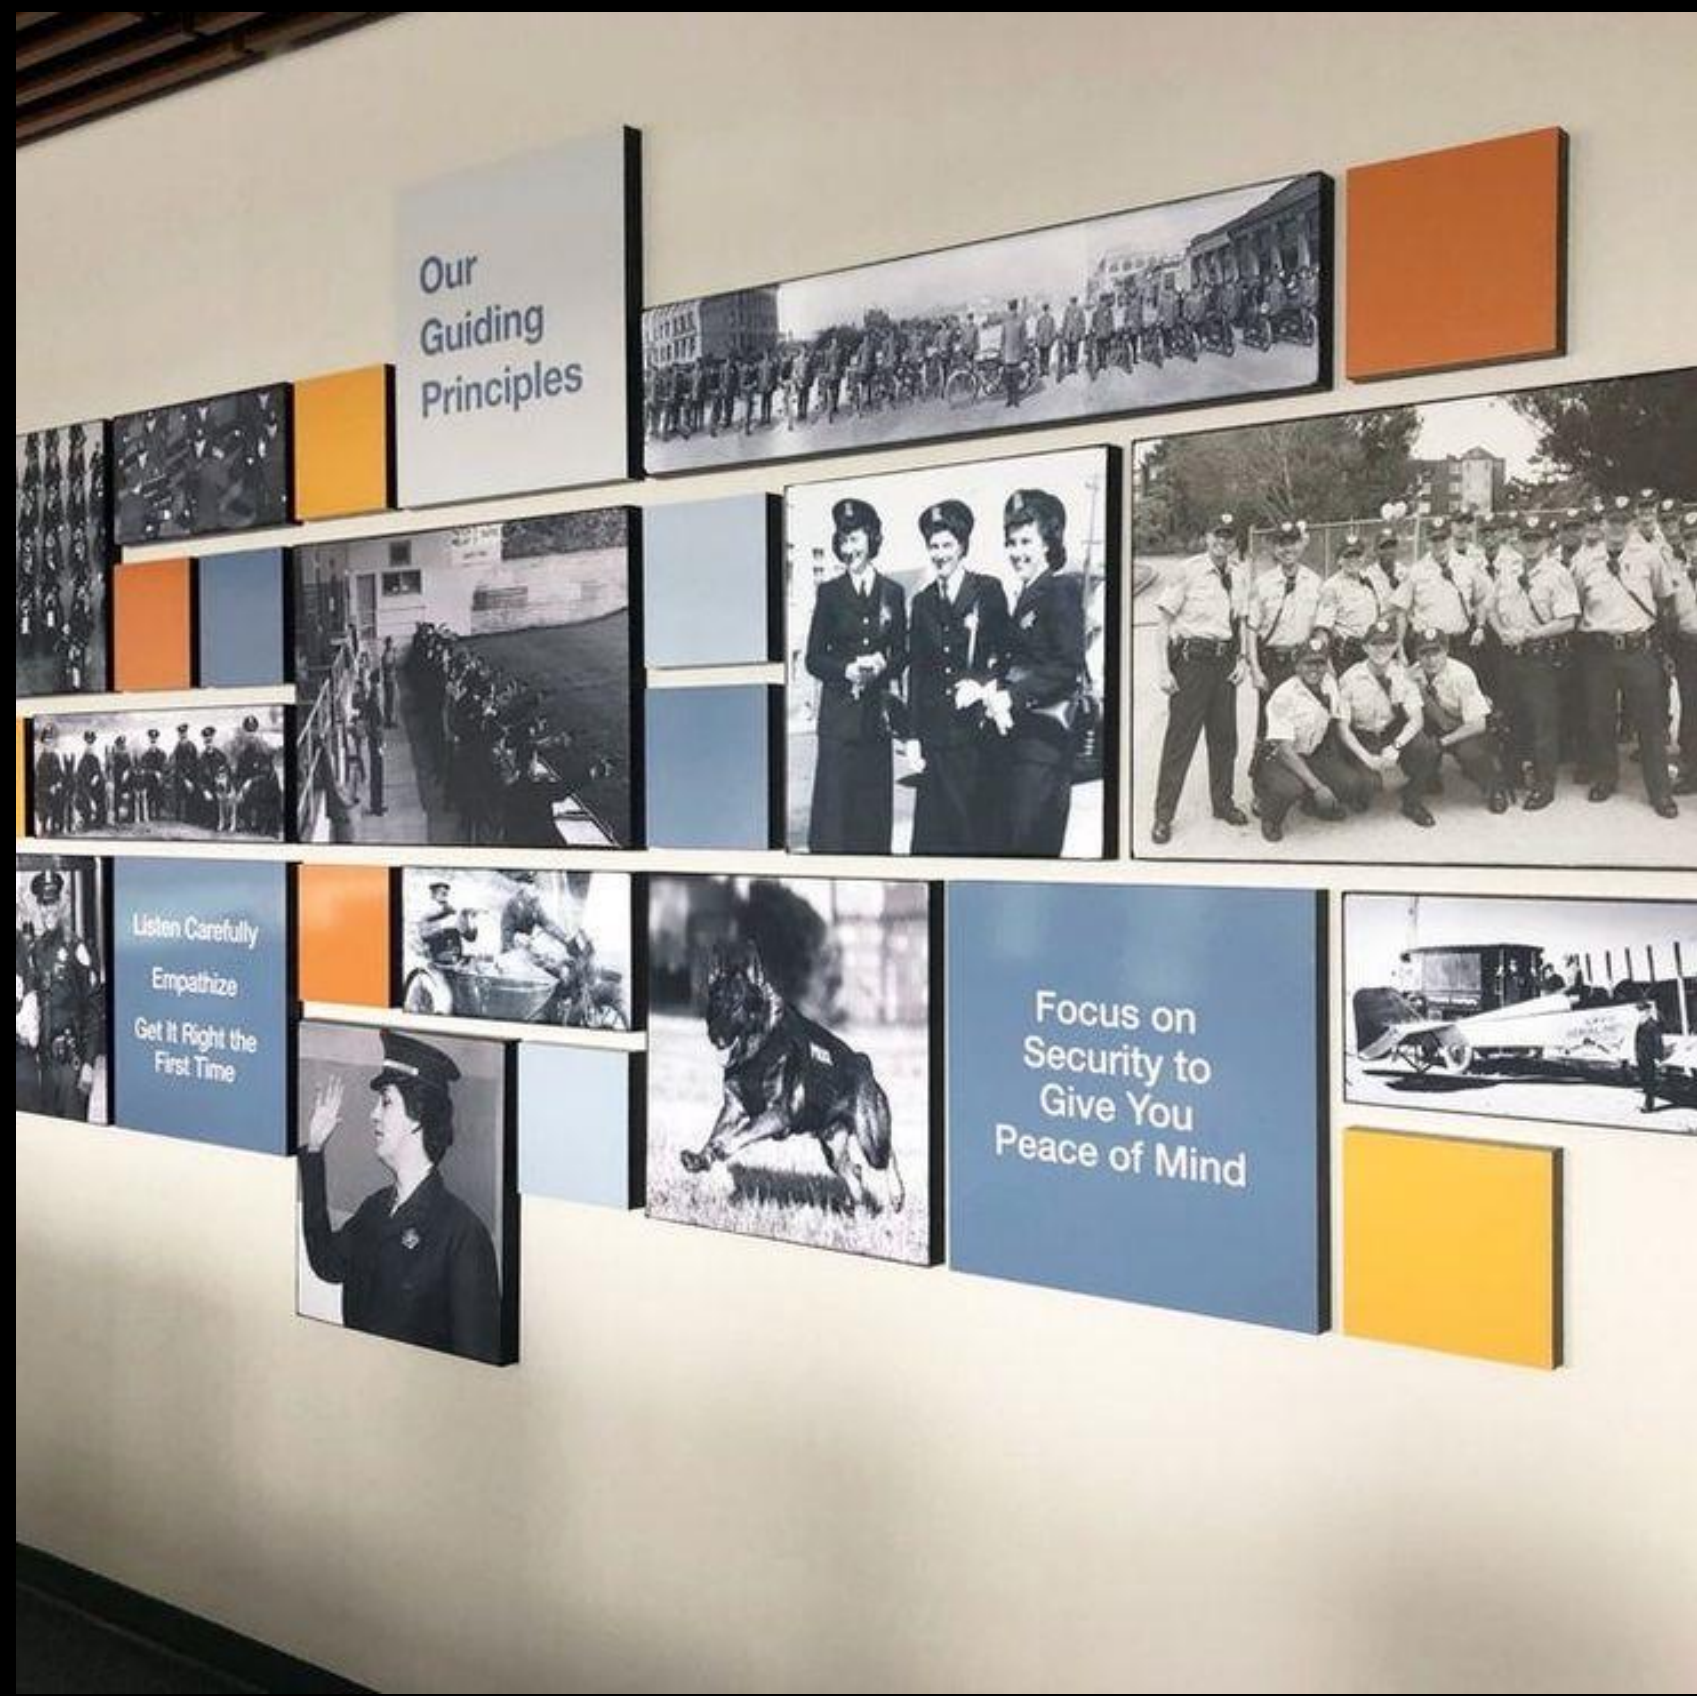 Our
Guiding
Principles
Listen Carefully
Empathize
Get It Right the
First Time
Focus on
Security to
Give You
Peace of Mind
POLICE